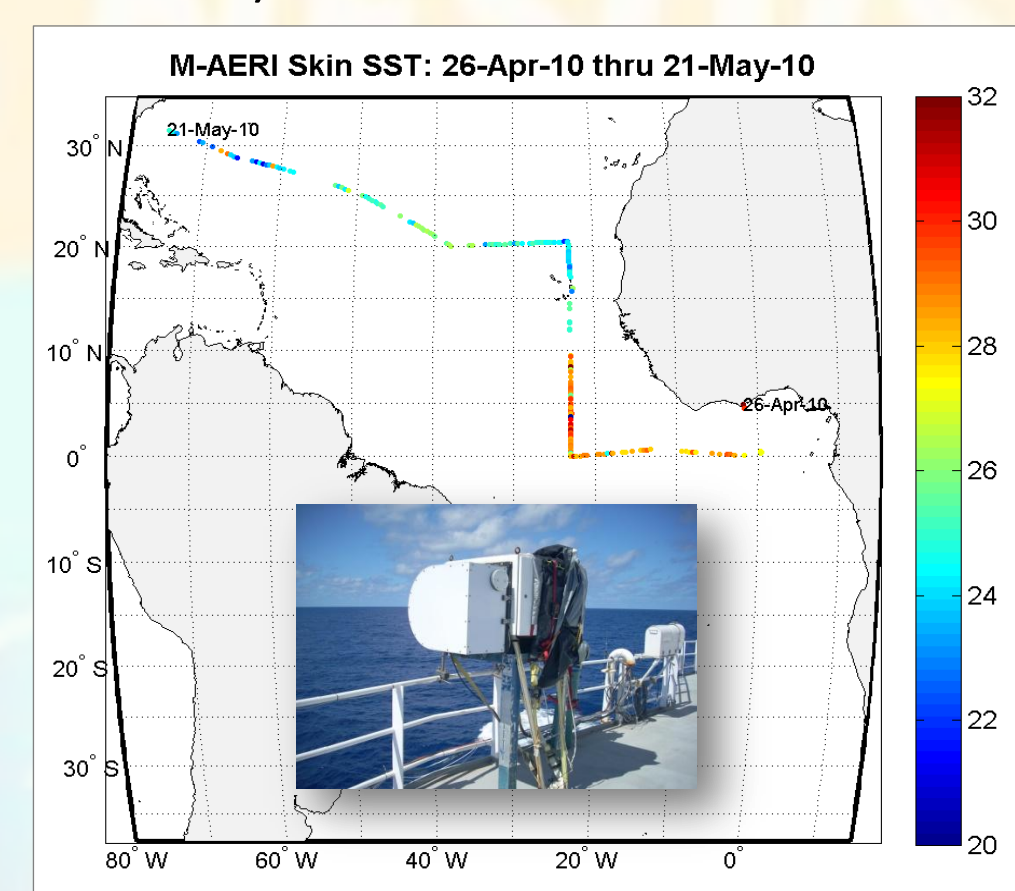 M-AERI Skin SST: 26-Apr-10 thru 21-May-10
32
21-May-10
30° N
30
20° N
28
10° N
26-Apr-10
0°
26
10° S
24
20° S
22
30° S
20
80° W 60° W 40° W 20° W 0°